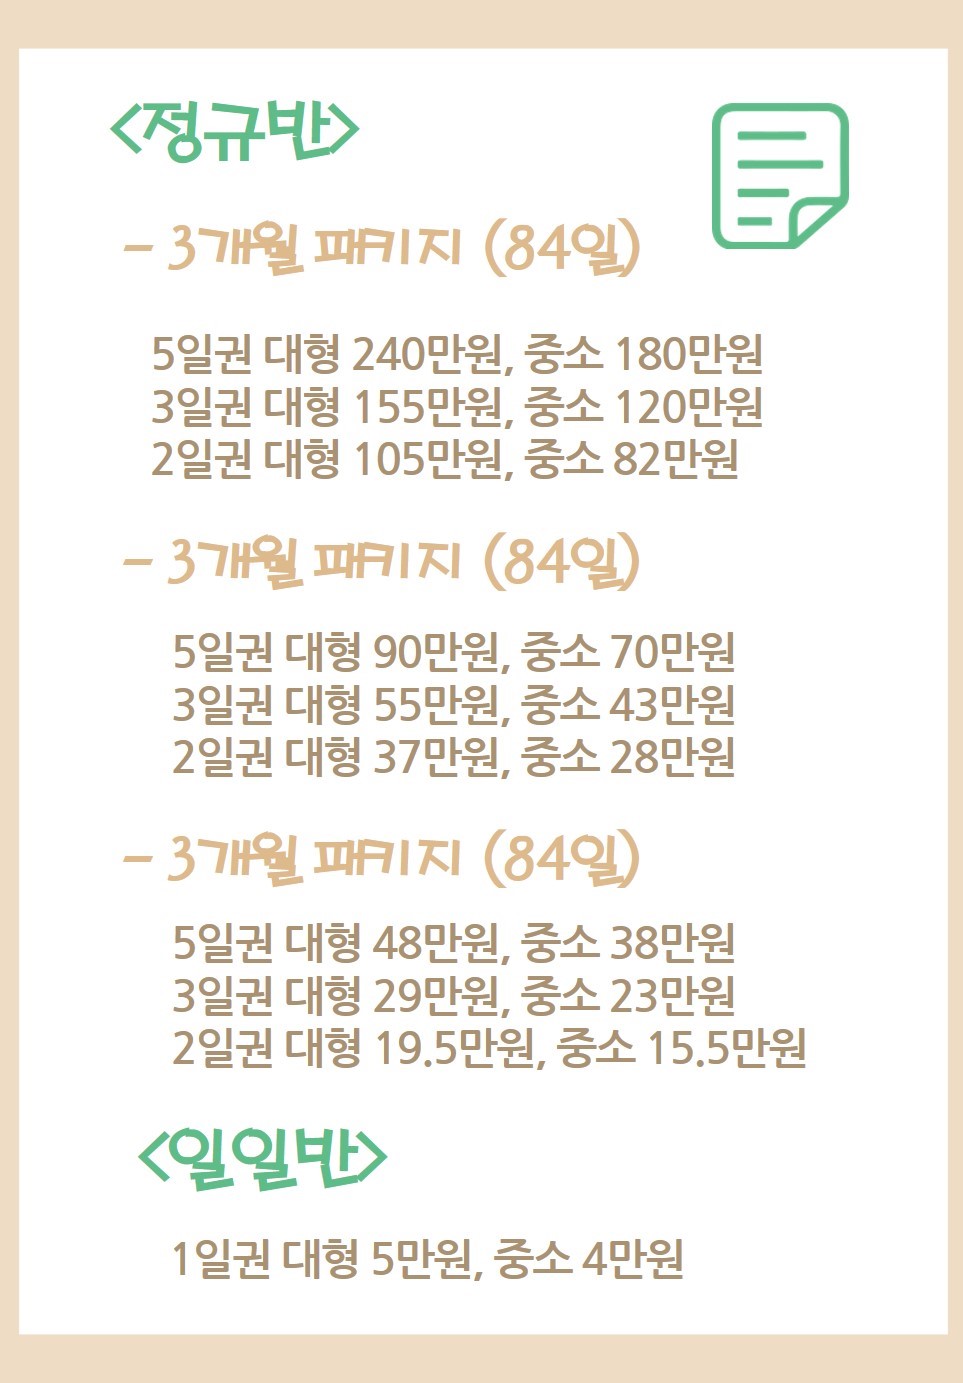 <정규반>
- 3개월 패키지 (84일)
5일권 대형 240만원, 중소 180만원
3일권 대형 155만원, 중소 120만원
2일권 대형 105만원, 중소 82만원
- 3개월 패키지 (84일)
5일권 대형 90만원, 중소 70만원
3일권 대형 55만원, 중소 43만원
2일권 대형 37만원, 중소 28만원
- 3개월 패키지 (84일)
5일권 대형 48만원, 중소 38만원
3일권 대형 29만원, 중소 23만원
2일권 대형 19.5만원, 중소 15.5만원
<일일반>
1일권 대형 5만원, 중소 4만원